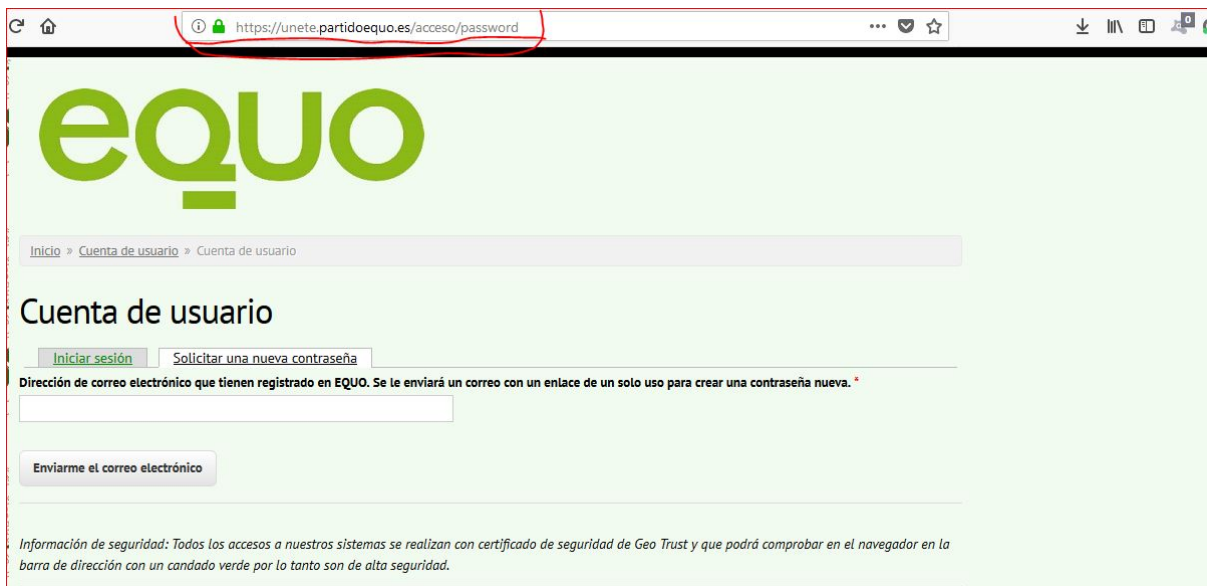 https://unete.partidoequo.es/acceso/password
0
eQUO
Inicio » Cuenta de usuario » Cuenta de usuario
Cuenta de usuario
Iniciar sesión Solicitar una nueva contraseña
Dirección de correo electrónico que tienen registrado en EQUO. Se le enviará un correo con un enlace de un solo uso para crear una contraseña nueva. *
Enviarme el correo electrónico
Información de seguridad: Todos los accesos a nuestros sistemas se realizan con certificado de seguridad de Geo Trust y que podrá comprobar en el navegador en la
barra de dirección con un candado verde por lo tanto son de alta seguridad.